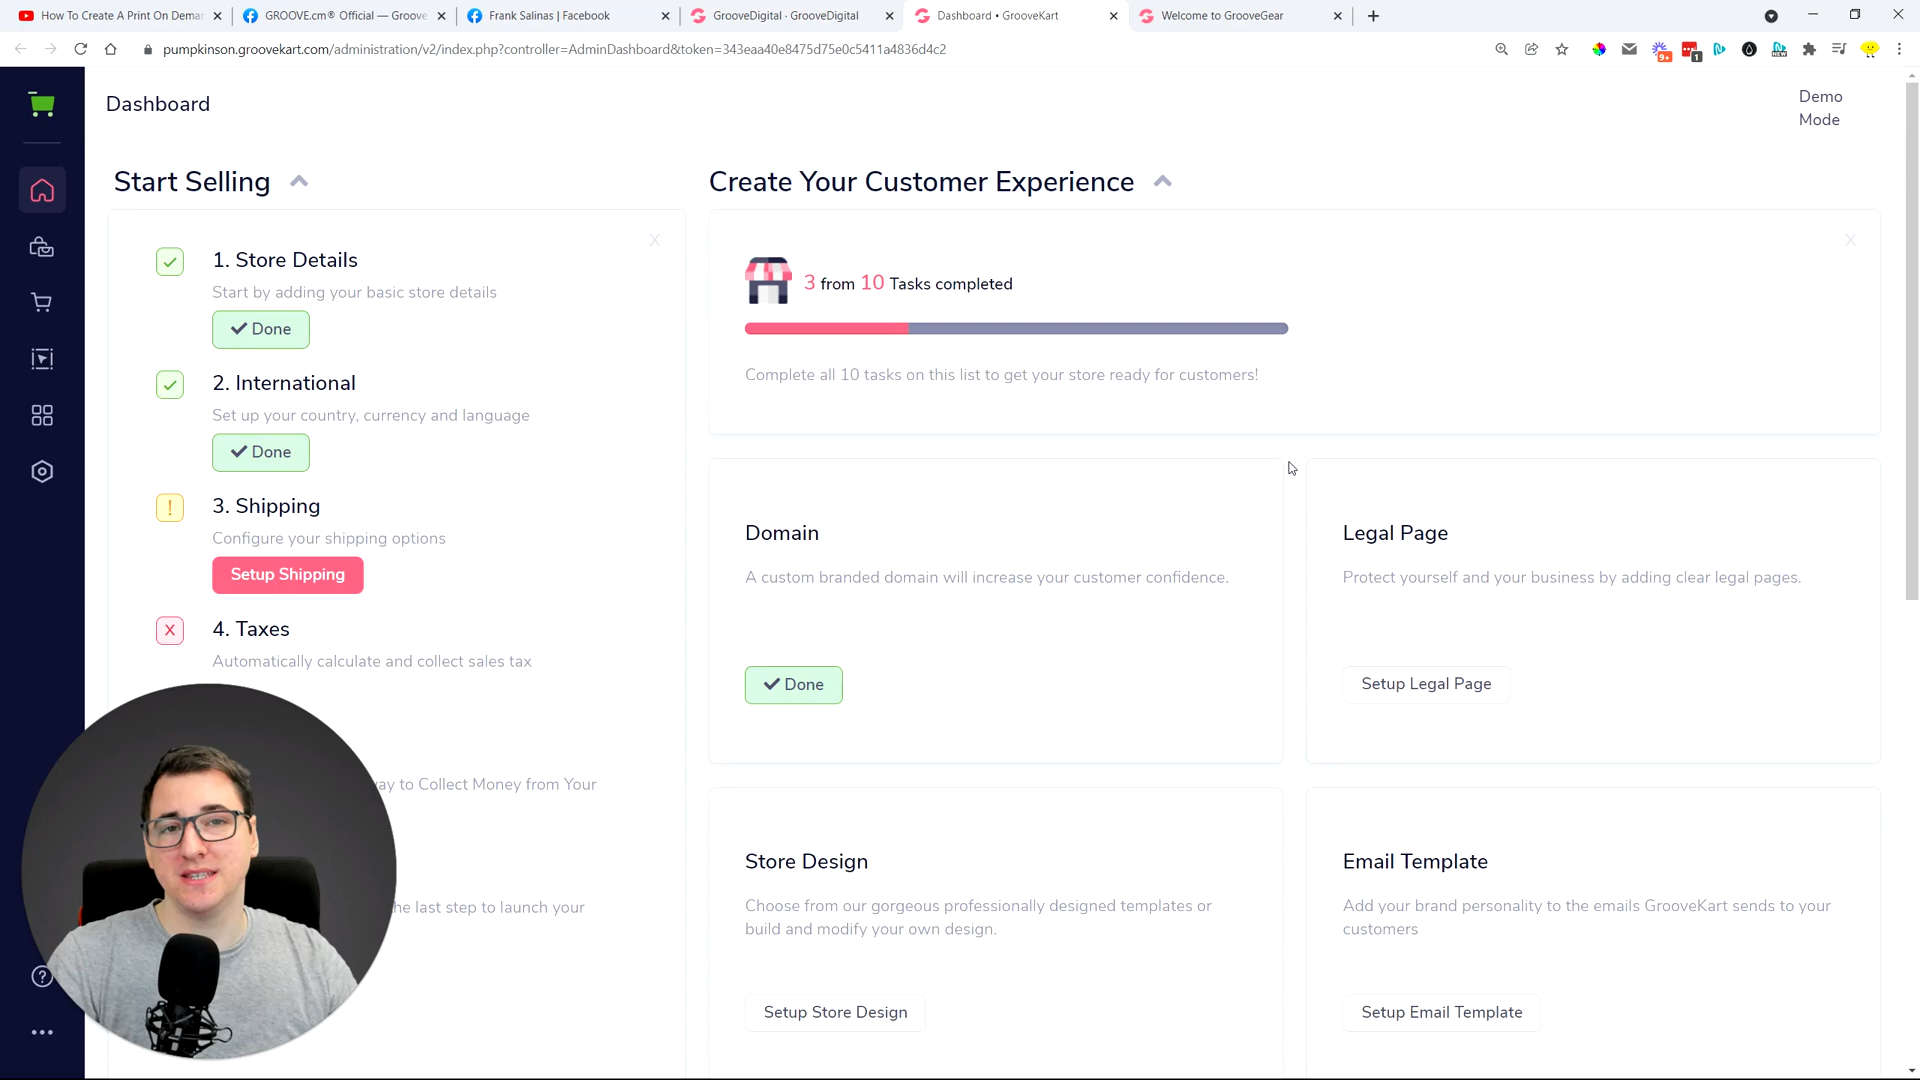 How To Create A Print On Demar
GROOVE.cm® Official — Groove
Frank Salinas | Facebook
GrooveDigital · GrooveDigital
Dashboard • GrooveKart
Welcome to GrooveGear
pumpkinson.groovekart.com/administration/v2/index.php?controller=AdminDashboard&token=343eaa40e8475d75e0c5411a4836d4c2
9+
1
NEW
Dashboard
Demo
Mode
Start Selling
Create Your Customer Experience
X
1. Store Details
Start by adding your basic store details
Done
2. International
Set up your country, currency and language
Done
3. Shipping
Configure your shipping options
Setup Shipping
X
4. Taxes
Automatically calculate and collect sales tax
way to Collect Money from Your
the last step to launch your
X
3 from 10 Tasks completed
Complete all 10 tasks on this list to get your store ready for customers!
Domain
A custom branded domain will increase your customer confidence.
Done
Legal Page
Protect yourself and your business by adding clear legal pages.
Setup Legal Page
Store Design
Choose from our gorgeous professionally designed templates or
build and modify your own design.
Setup Store Design
Email Template
Add your brand personality to the emails GrooveKart sends to your
customers
Setup Email Template